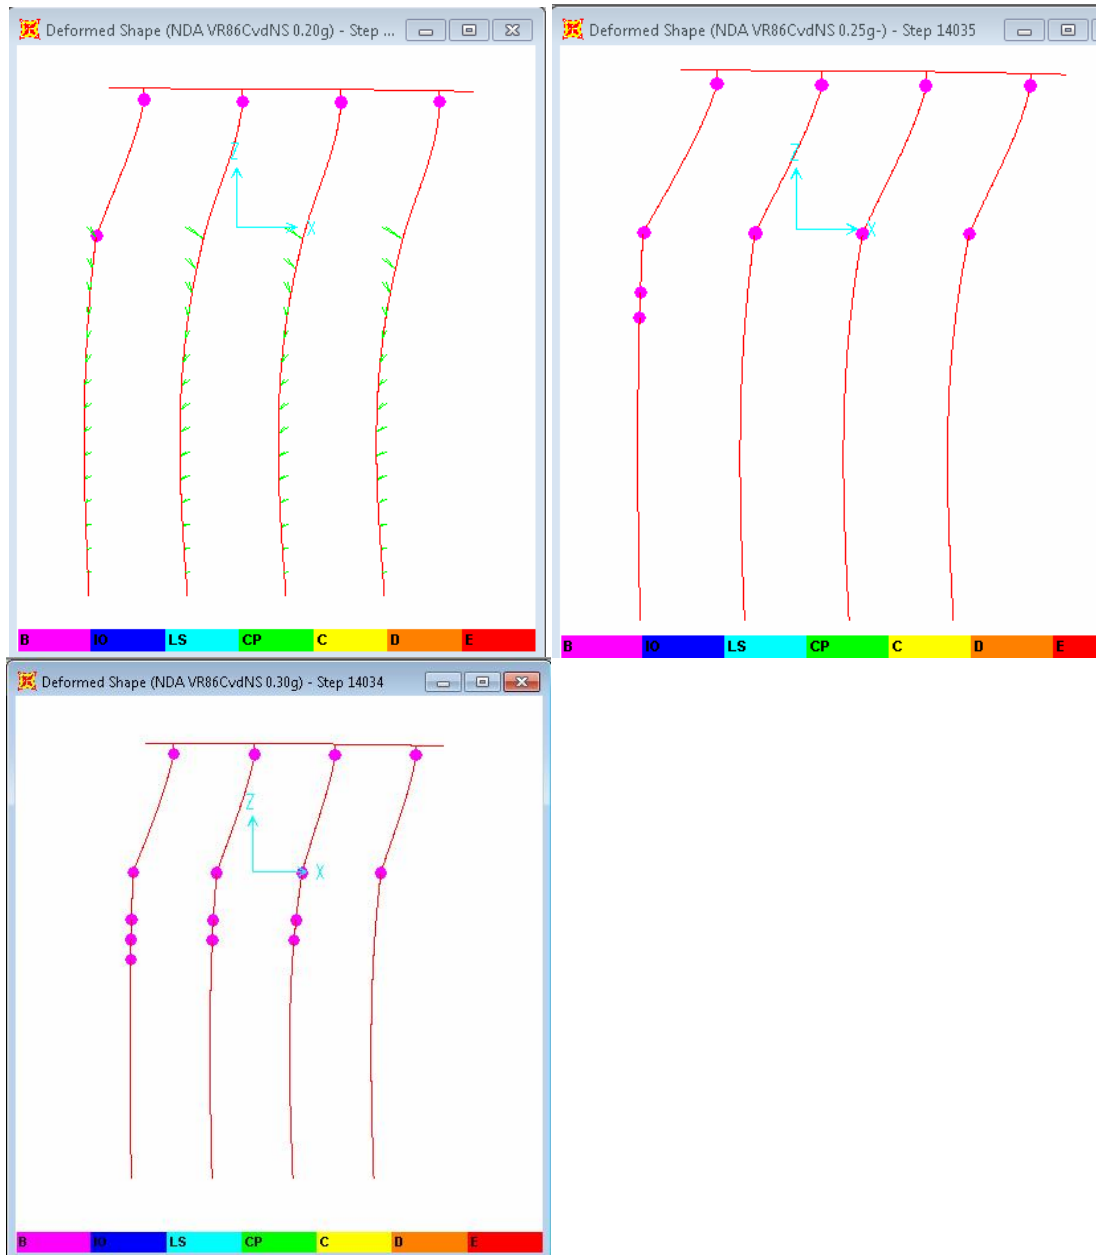 Deformed Shape (NDA VR86CvdNS 0.20g) - Step ...
Z
X
B IO LS CP C D E
Deformed Shape (NDA VR86CvdNS 0.25g-) - Step 14035
Z
X
B IO LS CP C D E
Deformed Shape (NDA VR86CvdNS 0.30g) - Step 14034
Z
X
B IO LS CP C D E